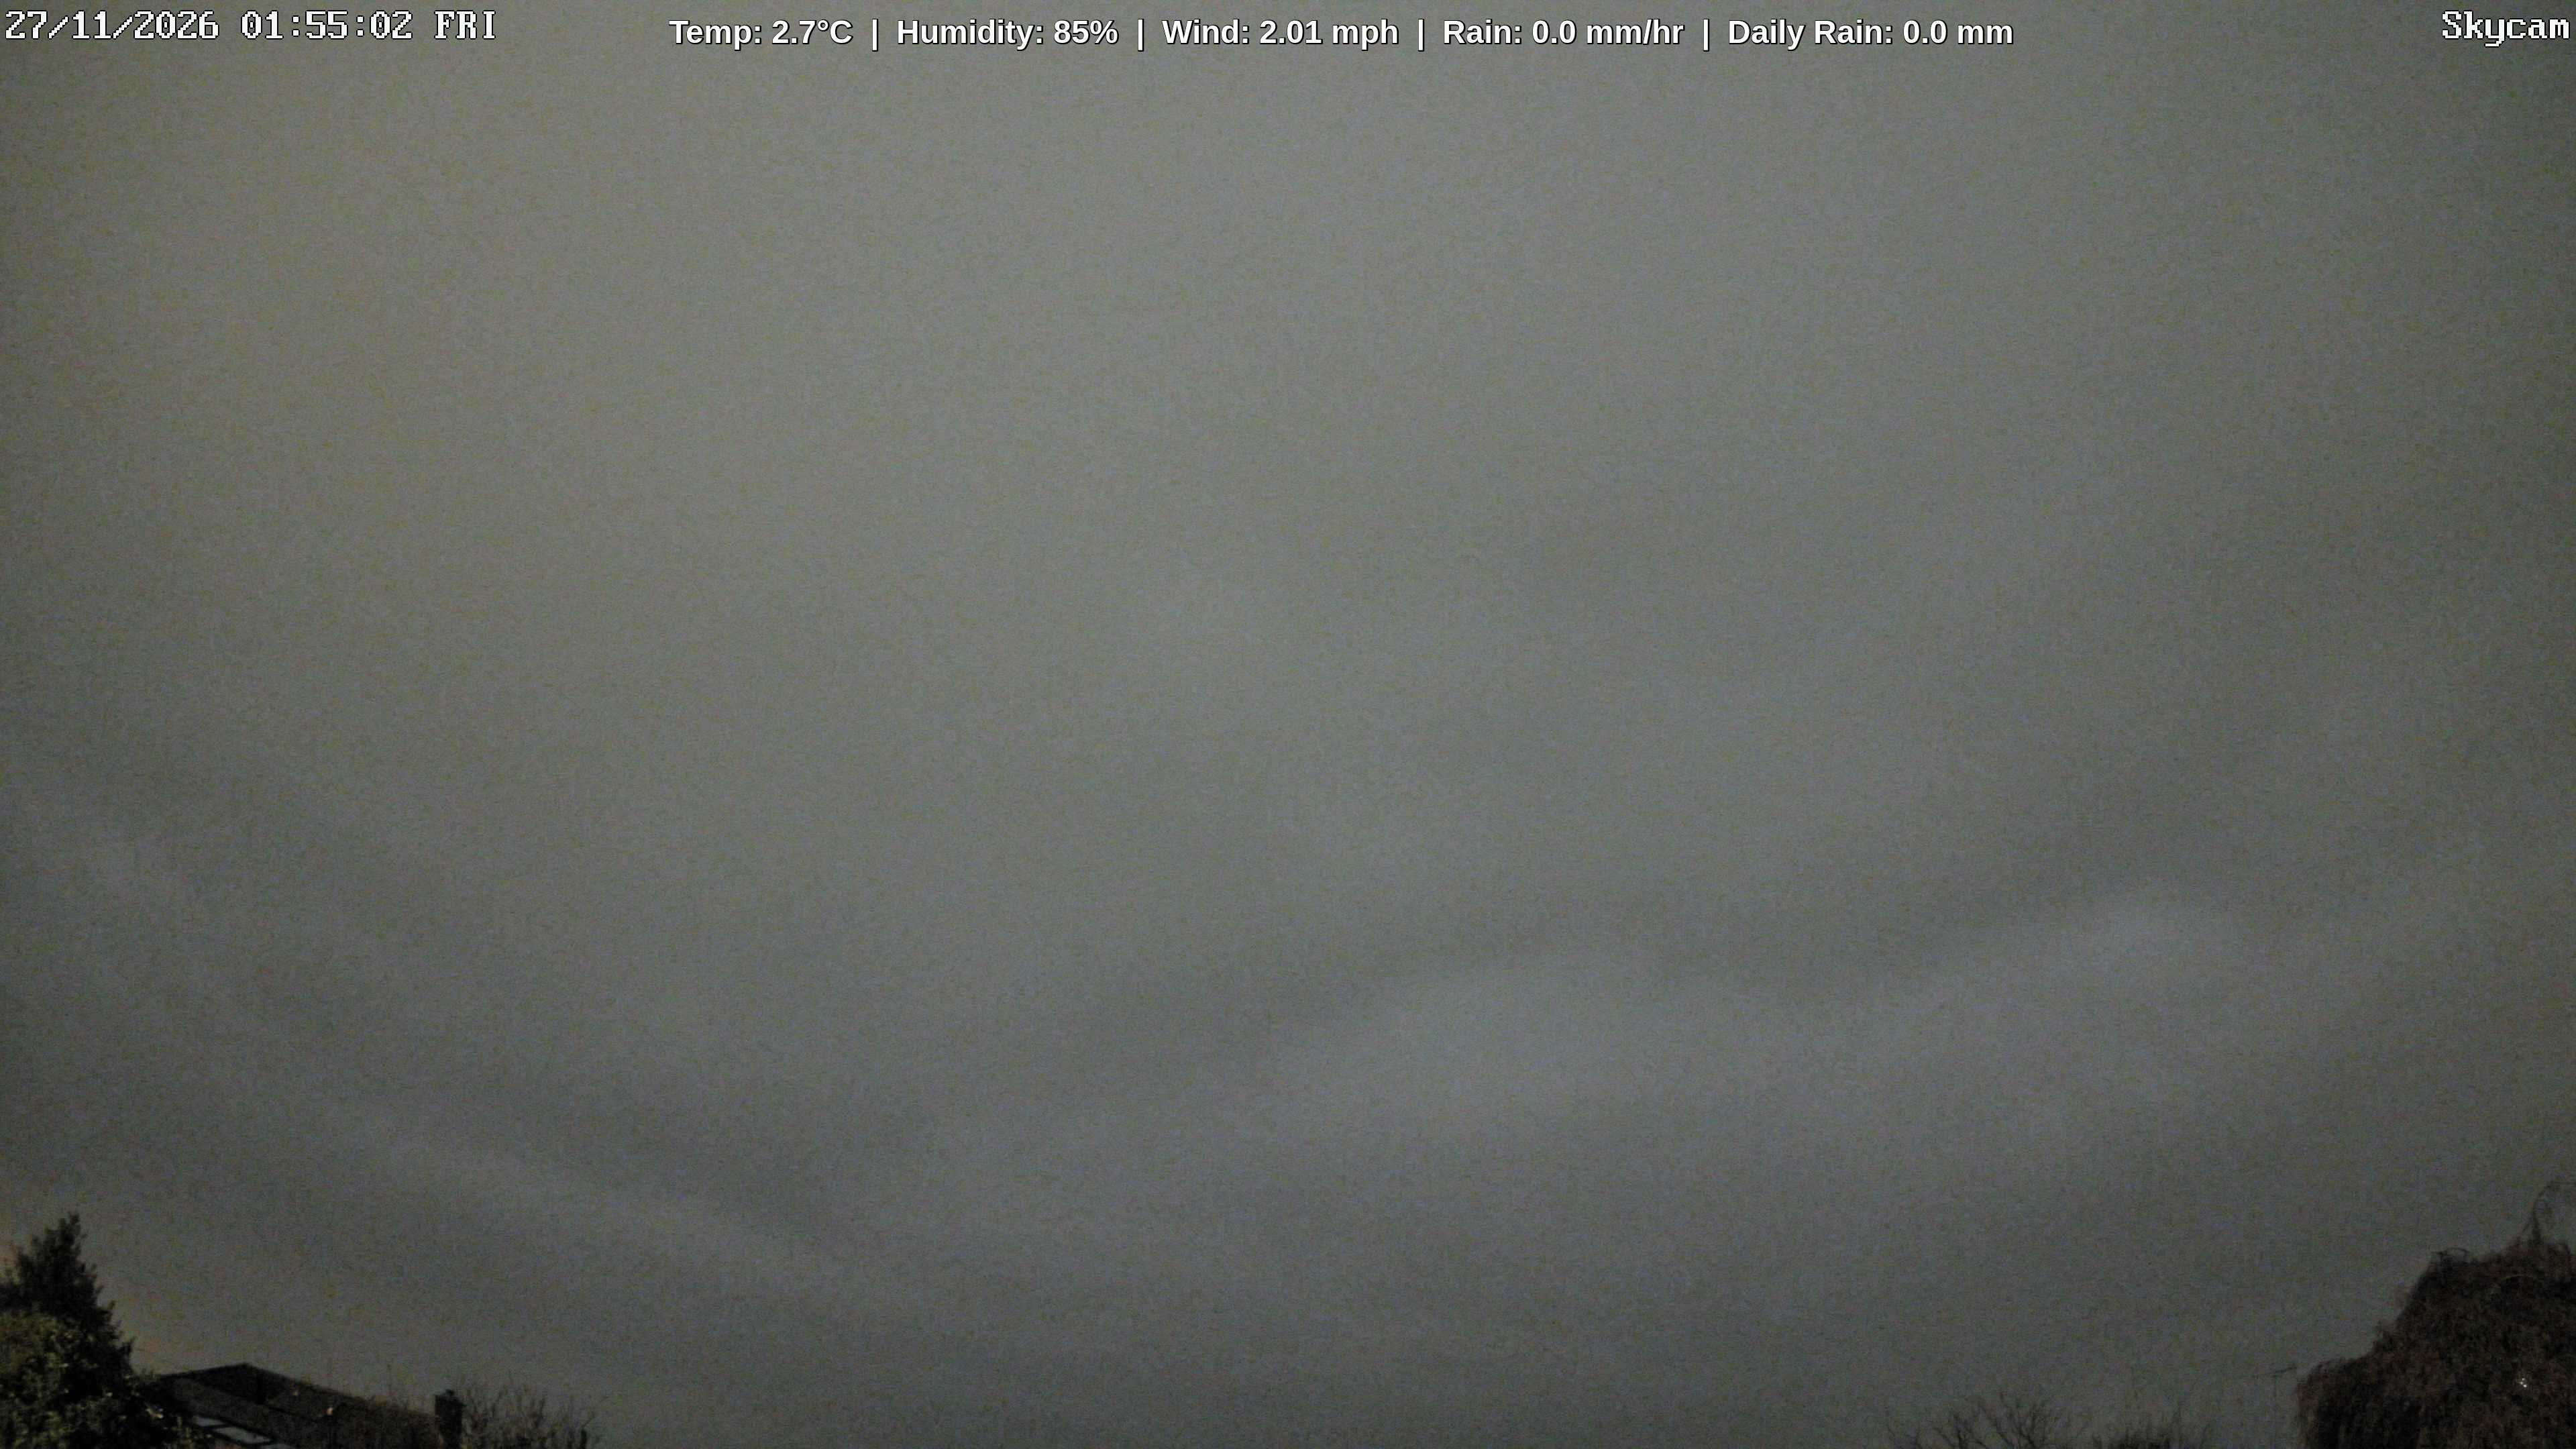 27/11/2026 01:55:02 FRI
Temp: 2.7°C | Humidity: 85% | Wind: 2.01 mph | Rain: 0.0 mm/hr | Daily Rain: 0.0 mm
Skycam